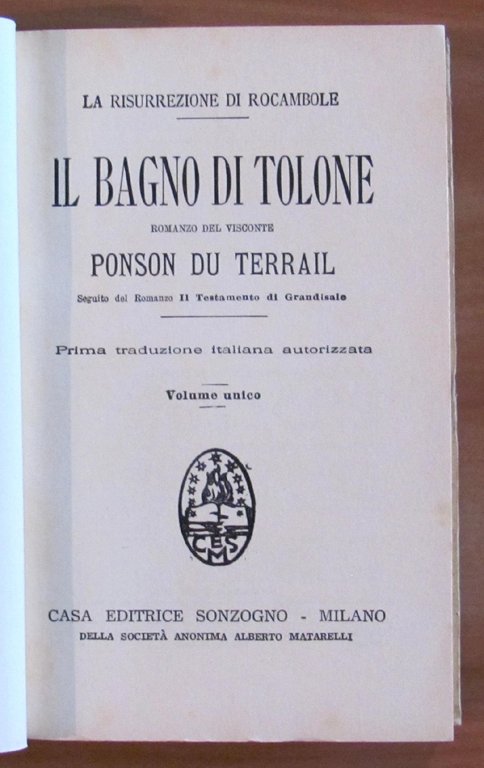 LA RISURREZIONE DI ROCAMBOLE
IL BAGNO DI TOLONE
ROMANZO DEL VISCONTE
PONSON DU TERRAIL
Seguito del Romanzo Il Testamento di Grandisale
Prima traduzione italiana autorizzata
Volume unico
CESM
CASA EDITRICE SONZOGNO - MILANO
DELLA SOCIETÀ ANONIMA ALBERTO MATARELLI